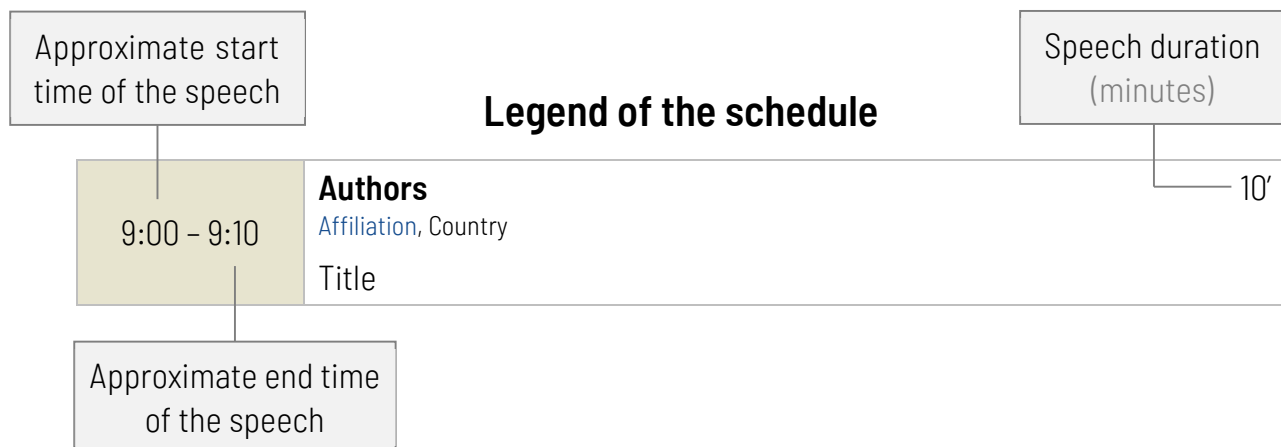 Approximate start
time of the speech
Speech duration
(minutes)
Legend of the schedule
Authors
10′
9:00 – 9:10
Affiliation, Country
Title
Approximate end time
of the speech